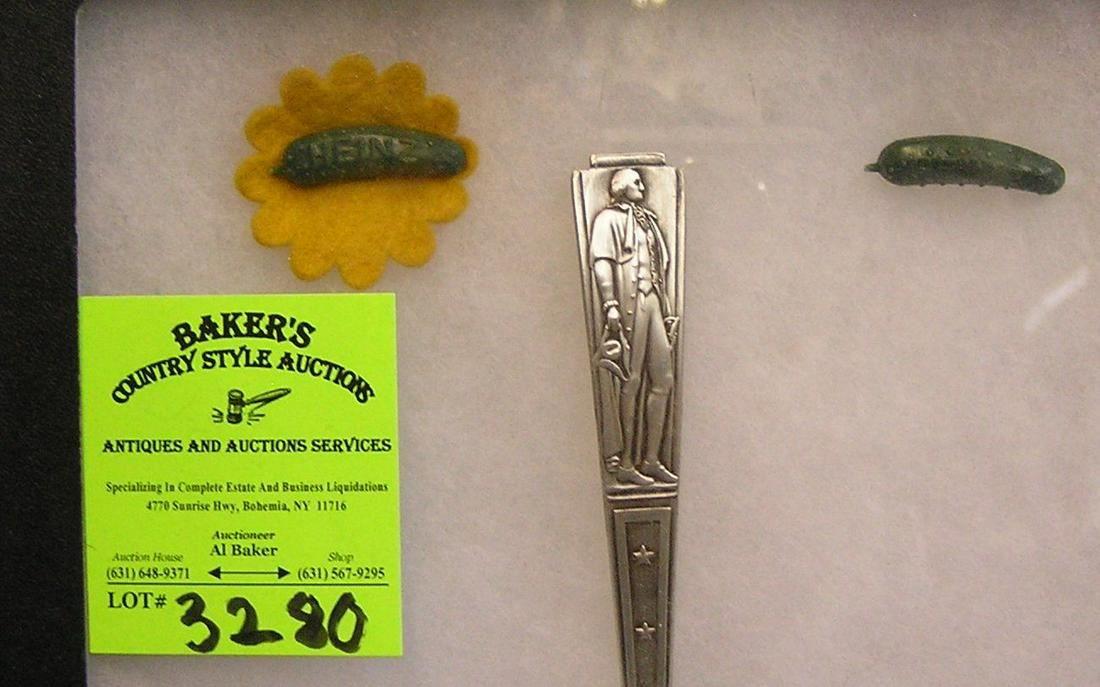 HEINZ
BAKER'S
COUNTRY STYLE AUCTIONS
ANTIQUES AND AUCTIONS SERVICES
Specializing In Complete Estate And Business Liquidations
4770 Sunrise Hwy, Bohemia, NY 11716
Auctioneer
Al Baker
Auction House Shop
(631) 648-9371 (631) 567-9295
LOT# 3280